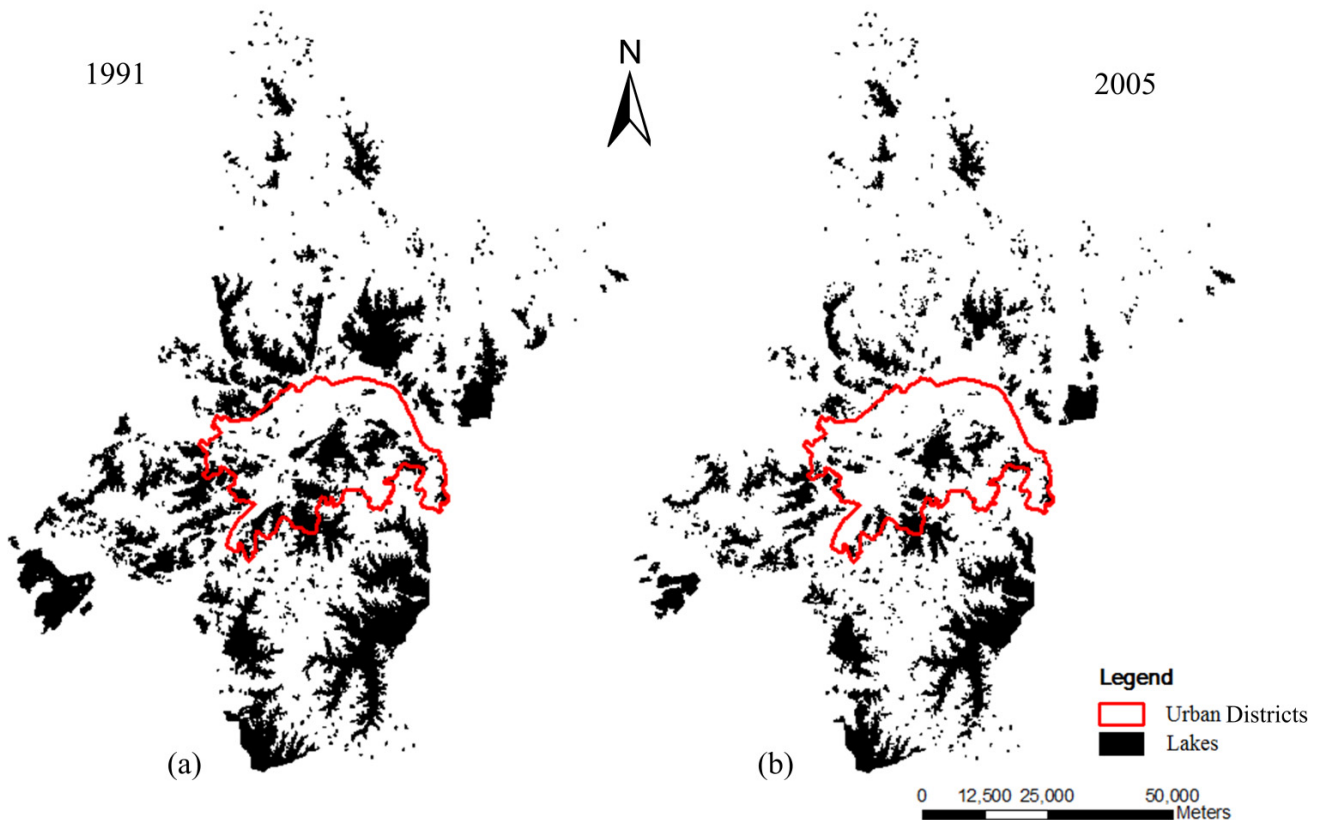 1991
N
2005
Legend
Urban Districts
Lakes
(a)
(b)
0 12,500 25,000 50,000
Meters